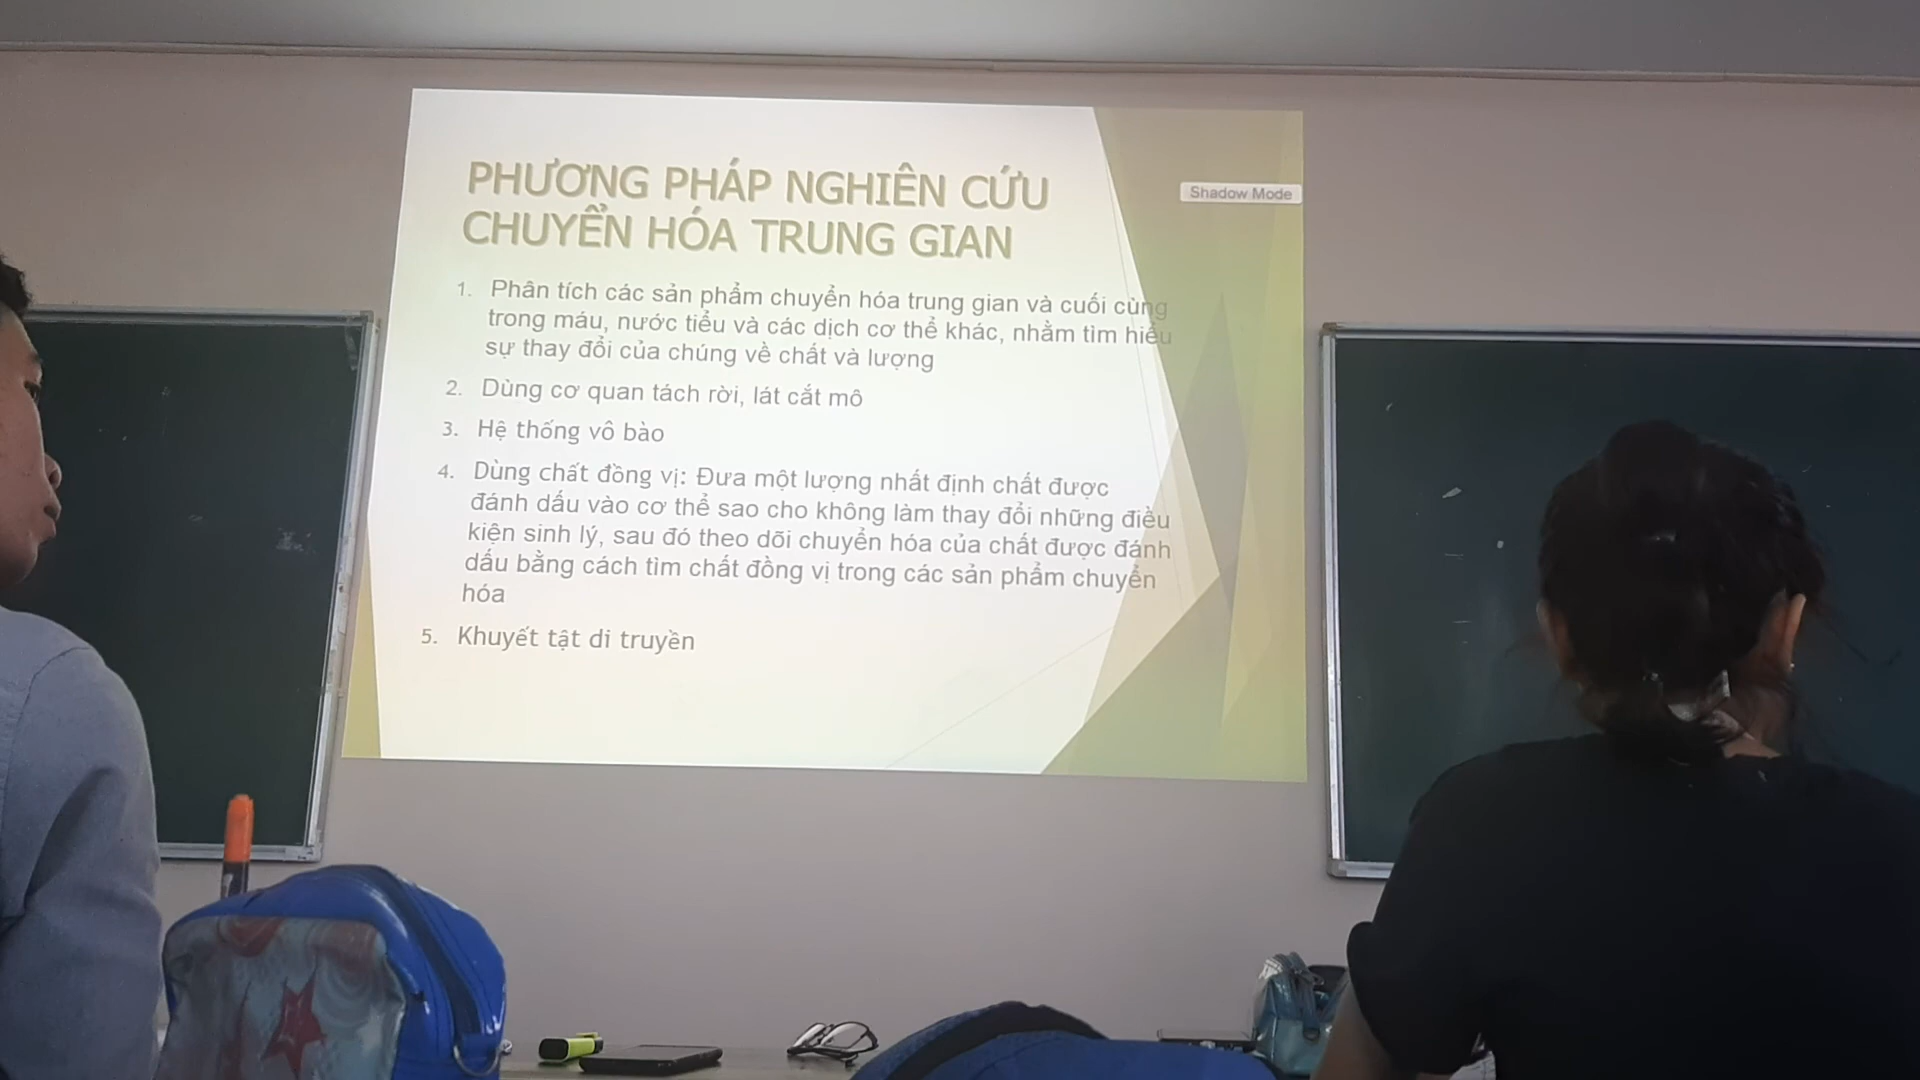 PHƯƠNG PHÁP NGHIÊN CỨU
CHUYỂN HÓA TRUNG GIAN
Shadow Mode
1. Phân tích các sản phẩm chuyển hóa trung gian và cuối cùng
trong máu, nước tiểu và các dịch cơ thể khác, nhằm tìm hiểu
sự thay đổi của chúng về chất và lượng
2. Dùng cơ quan tách rời, lát cắt mô
3. Hệ thống vô bào
4. Dùng chất đồng vị: Đưa một lượng nhất định chất được
đánh dấu vào cơ thể sao cho không làm thay đổi những điều
kiện sinh lý, sau đó theo dõi chuyển hóa của chất được đánh
dấu bằng cách tìm chất đồng vị trong các sản phẩm chuyển
hóa
5. Khuyết tật di truyền